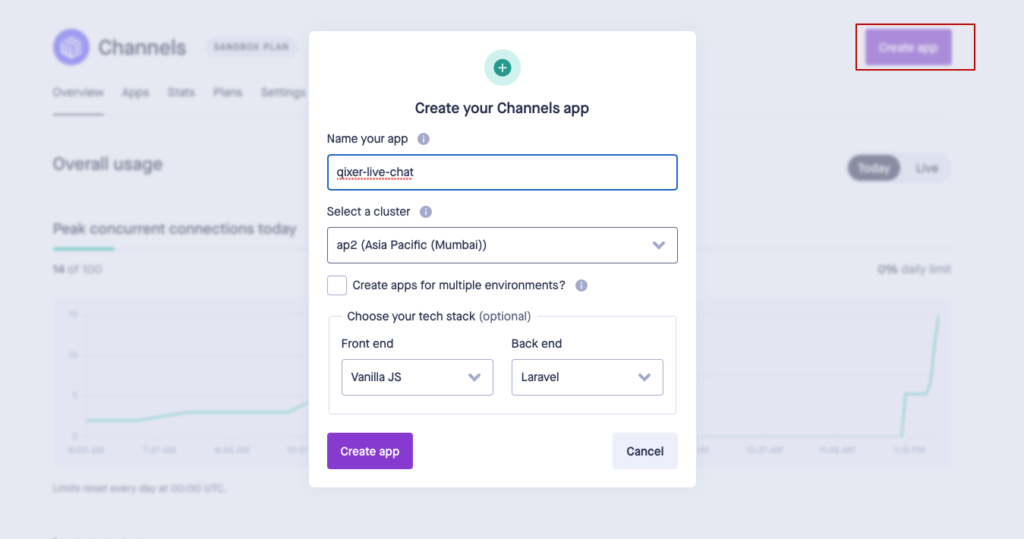 Channels SANDBOX PLAN Create app
Overview Apps Stats Plans Settings
Overall usage Today Live
Peak concurrent connections today
14 of 100 0% daily limit
15
10
5
0
6:00 AM 7:27 AM 8:54 AM 10:21 AM 11:48 AM 1:15 PM
Limits reset every day at 00:00 UTC.
Create your Channels app
Name your app
qixer-live-chat
Select a cluster
ap2 (Asia Pacific (Mumbai))
Create apps for multiple environments?
Choose your tech stack (optional)
Front end Back end
Vanilla JS Laravel
Create app Cancel